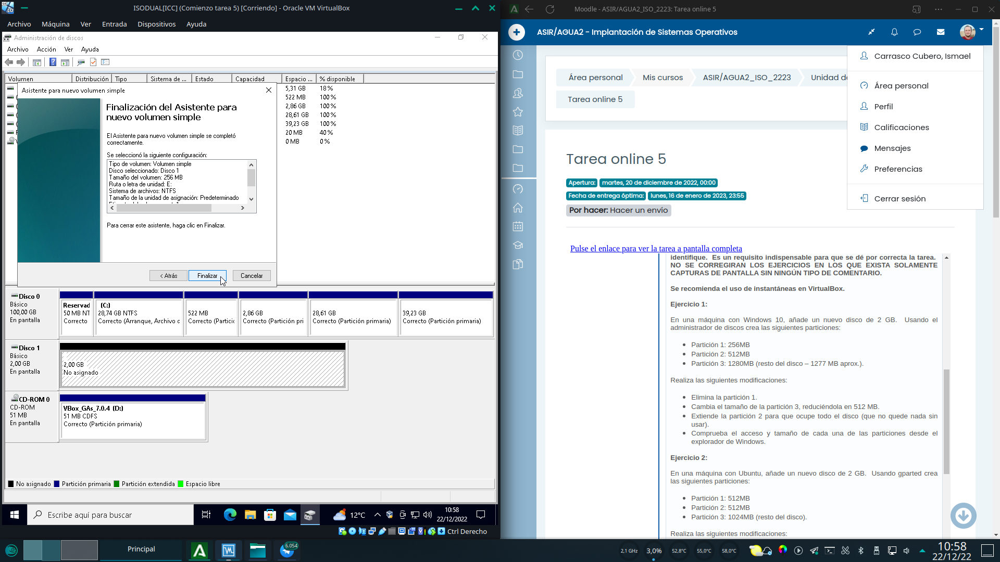 ISODUAL[ICC] (Comienzo tarea 5) [Corriendo] - Oracle VM VirtualBox
Archivo Máquina Ver Entrada Dispositivos Ayuda
Administración de discos
Archivo Acción Ver Ayuda
Volumen Distribución Tipo Sistema de ... Estado Capacidad Espacio ... % disponible
5,31 GB 18 %
522 MB 100 %
2,86 GB 100 %
28,61 GB 100 %
39,23 GB 100 %
20 MB 40 %
0 MB 0 %
Asistente para nuevo volumen simple
Finalización del Asistente para
nuevo volumen simple
El Asistente para nuevo volumen simple se completó
correctamente.
Se seleccionó la siguiente configuración:
Tipo de volumen: Volumen simple
Disco seleccionado: Disco 1
Tamaño del volumen: 256 MB
Ruta o letra de unidad: E:
Sistema de archivos: NTFS
Tamaño de la unidad de asignación: Predeterminado
Para cerrar este asistente, haga clic en Finalizar.
< Atrás Finalizar Cancelar
Disco 0
Básico
100,00 GB
En pantalla
Reservad
50 MB NT
Correcto
(C:)
28,74 GB NTFS
Correcto (Arranque, Archivo c
522 MB
Correcto (Partici
2,86 GB
Correcto (Partición pri
28,61 GB
Correcto (Partición primaria)
39,23 GB
Correcto (Partición primaria)
Disco 1
Básico
2,00 GB
En pantalla
2,00 GB
No asignado
CD-ROM 0
CD-ROM
51 MB
En pantalla
VBox_GAs_7.0.4 (D:)
51 MB CDFS
Correcto (Partición primaria)
No asignado Partición primaria Partición extendida Espacio libre
Escribe aquí para buscar
12°C
10:58
22/12/2022
Ctrl Derecho
Moodle - ASIR/AGUA2_ISO_2223: Tarea online 5
ASIR/AGUA2 - Implantación de Sistemas Operativos
Área personal Mis cursos ASIR/AGUA2_ISO_2223 Unidad de
Tarea online 5
Carrasco Cubero, Ismael
Área personal
Perfil
Calificaciones
Mensajes
Preferencias
Cerrar sesión
Tarea online 5
Apertura: martes, 20 de diciembre de 2022, 00:00
Fecha de entrega óptima: lunes, 16 de enero de 2023, 23:55
Por hacer: Hacer un envío
Pulse el enlace para ver la tarea a pantalla completa
identifique. Es un requisito indispensable para que se dé por correcta la tarea.
NO SE CORREGIRAN LOS EJERCICIOS EN LOS QUE EXISTA SOLAMENTE
CAPTURAS DE PANTALLA SIN NINGÚN TIPO DE COMENTARIO.
Se recomienda el uso de instantáneas en VirtualBox.
Ejercicio 1:
En una máquina con Windows 10, añade un nuevo disco de 2 GB. Usando el
administrador de discos crea las siguientes particiones:
Partición 1: 256MB
Partición 2: 512MB
Partición 3: 1280MB (resto del disco – 1277 MB aprox.).
Realiza las siguientes modificaciones:
Elimina la partición 1.
Cambia el tamaño de la partición 3, reduciéndola en 512 MB.
Extiende la partición 2 para que ocupe todo el disco (que no quede nada sin
usar).
Comprueba el acceso y tamaño de cada una de las particiones desde el
explorador de Windows.
Ejercicio 2:
En una máquina con Ubuntu, añade un nuevo disco de 2 GB. Usando gparted crea
las siguientes particiones:
Partición 1: 512MB
Partición 2: 512MB
Partición 3: 1024MB (resto del disco).
Realiza las siguientes modificaciones:
Principal
6.054
2,1 GHz 3,0% 52,8°C 55,0°C 58,0°C
10:58
22/12/22